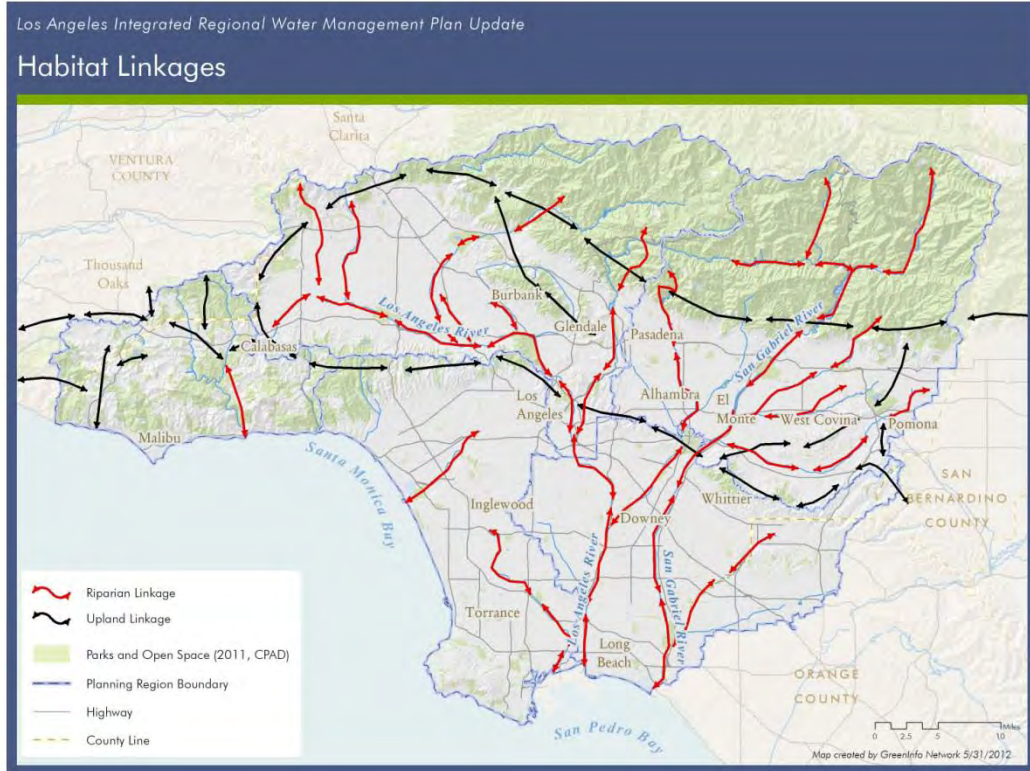 Los Angeles Integrated Regional Water Management Plan Update
Habitat Linkages
Santa
Clarita
VENTURA
COUNTY
Thousand
Oaks
Burbank
Los Angeles River
Glendale
Pasadena
San Gabriel River
Calabasas
Los
Angeles
Alhambra
El
Monte
West Covina
Pomona
Malibu
Santa Monica Bay
Inglewood
Whittier
Downey
SAN
BERNARDINO
COUNTY
Los Angeles River
San Gabriel River
Torrance
Long
Beach
ORANGE
COUNTY
San Pedro Bay
Riparian Linkage
Upland Linkage
Parks and Open Space (2011, CPAD)
Planning Region Boundary
Highway
County Line
Miles
0 2.5 5 10
Map created by GreenInfo Network 5/31/2012